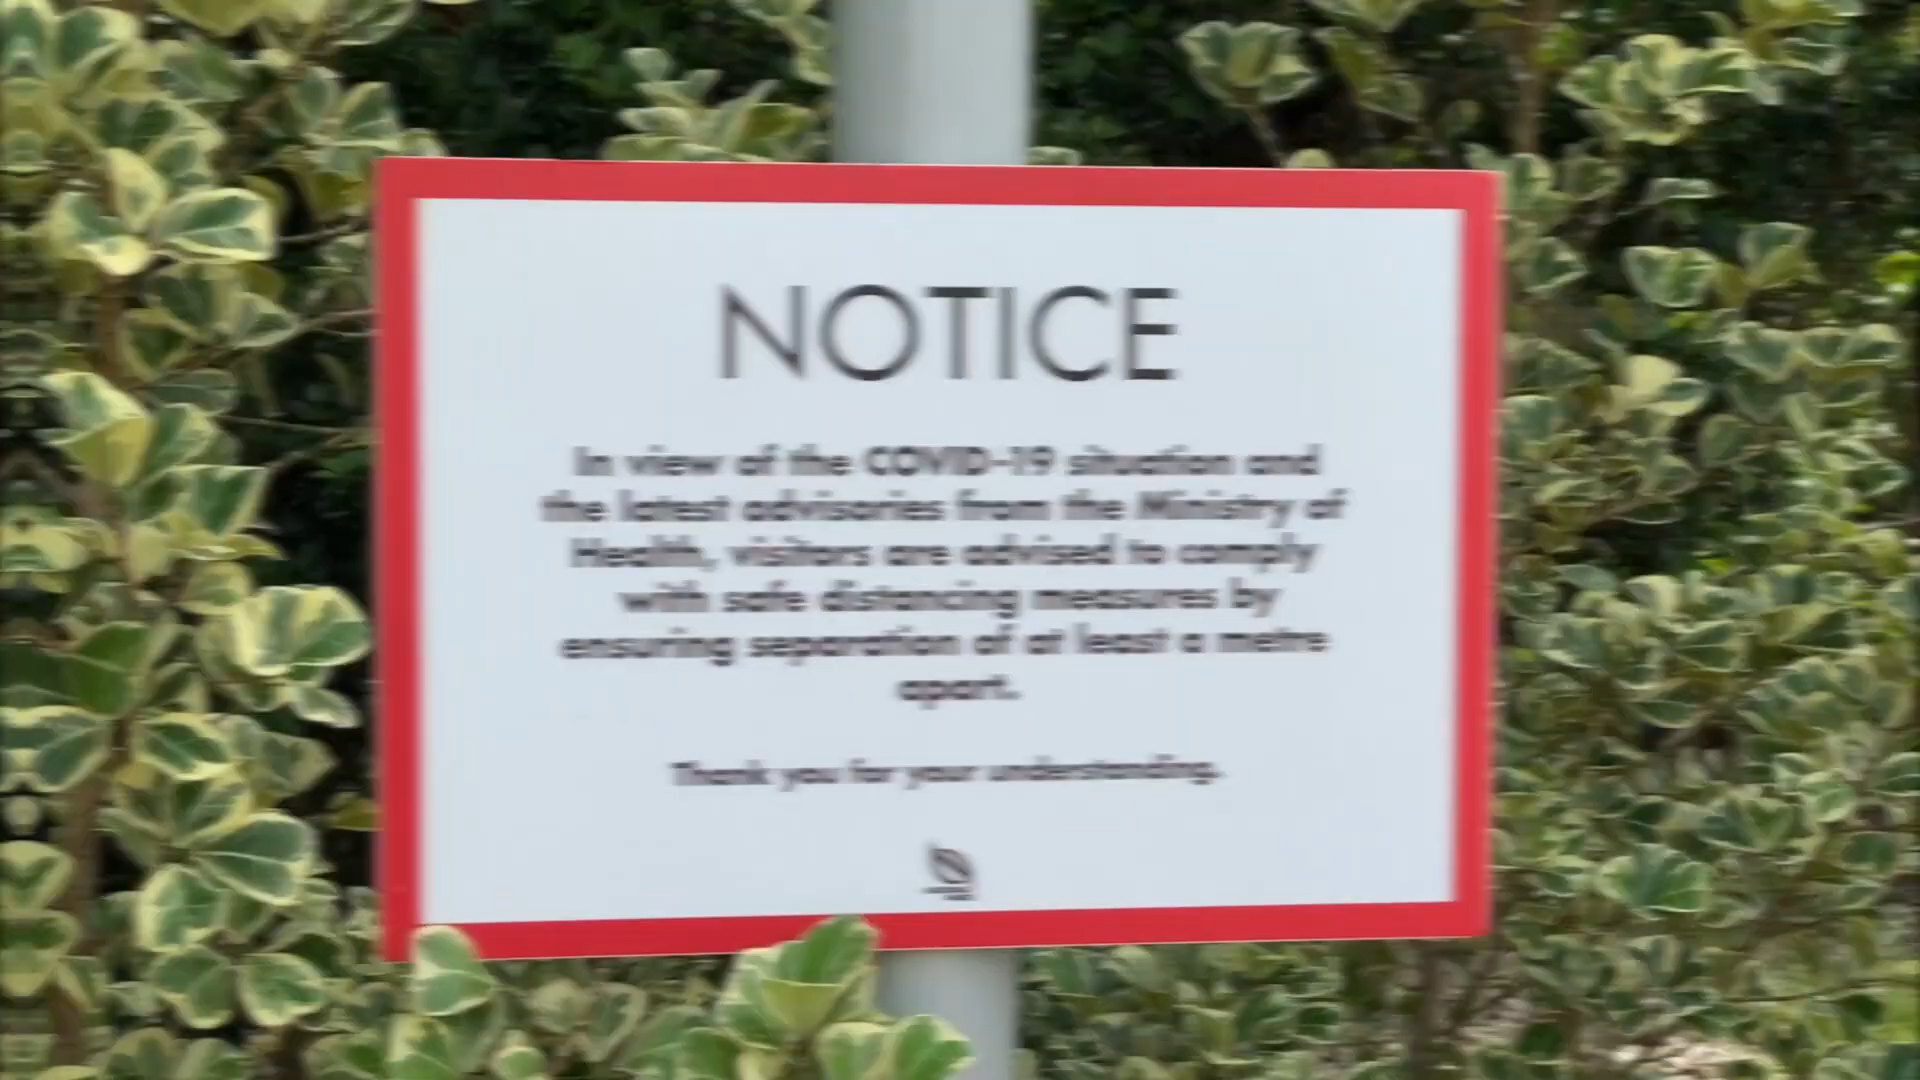 NOTICE
In view of the COVID-19 situation and
the latest advisories from the Ministry of
Health, visitors are advised to comply
with safe distancing measures by
ensuring separation of at least a metre
apart.
Thank you for your understanding.